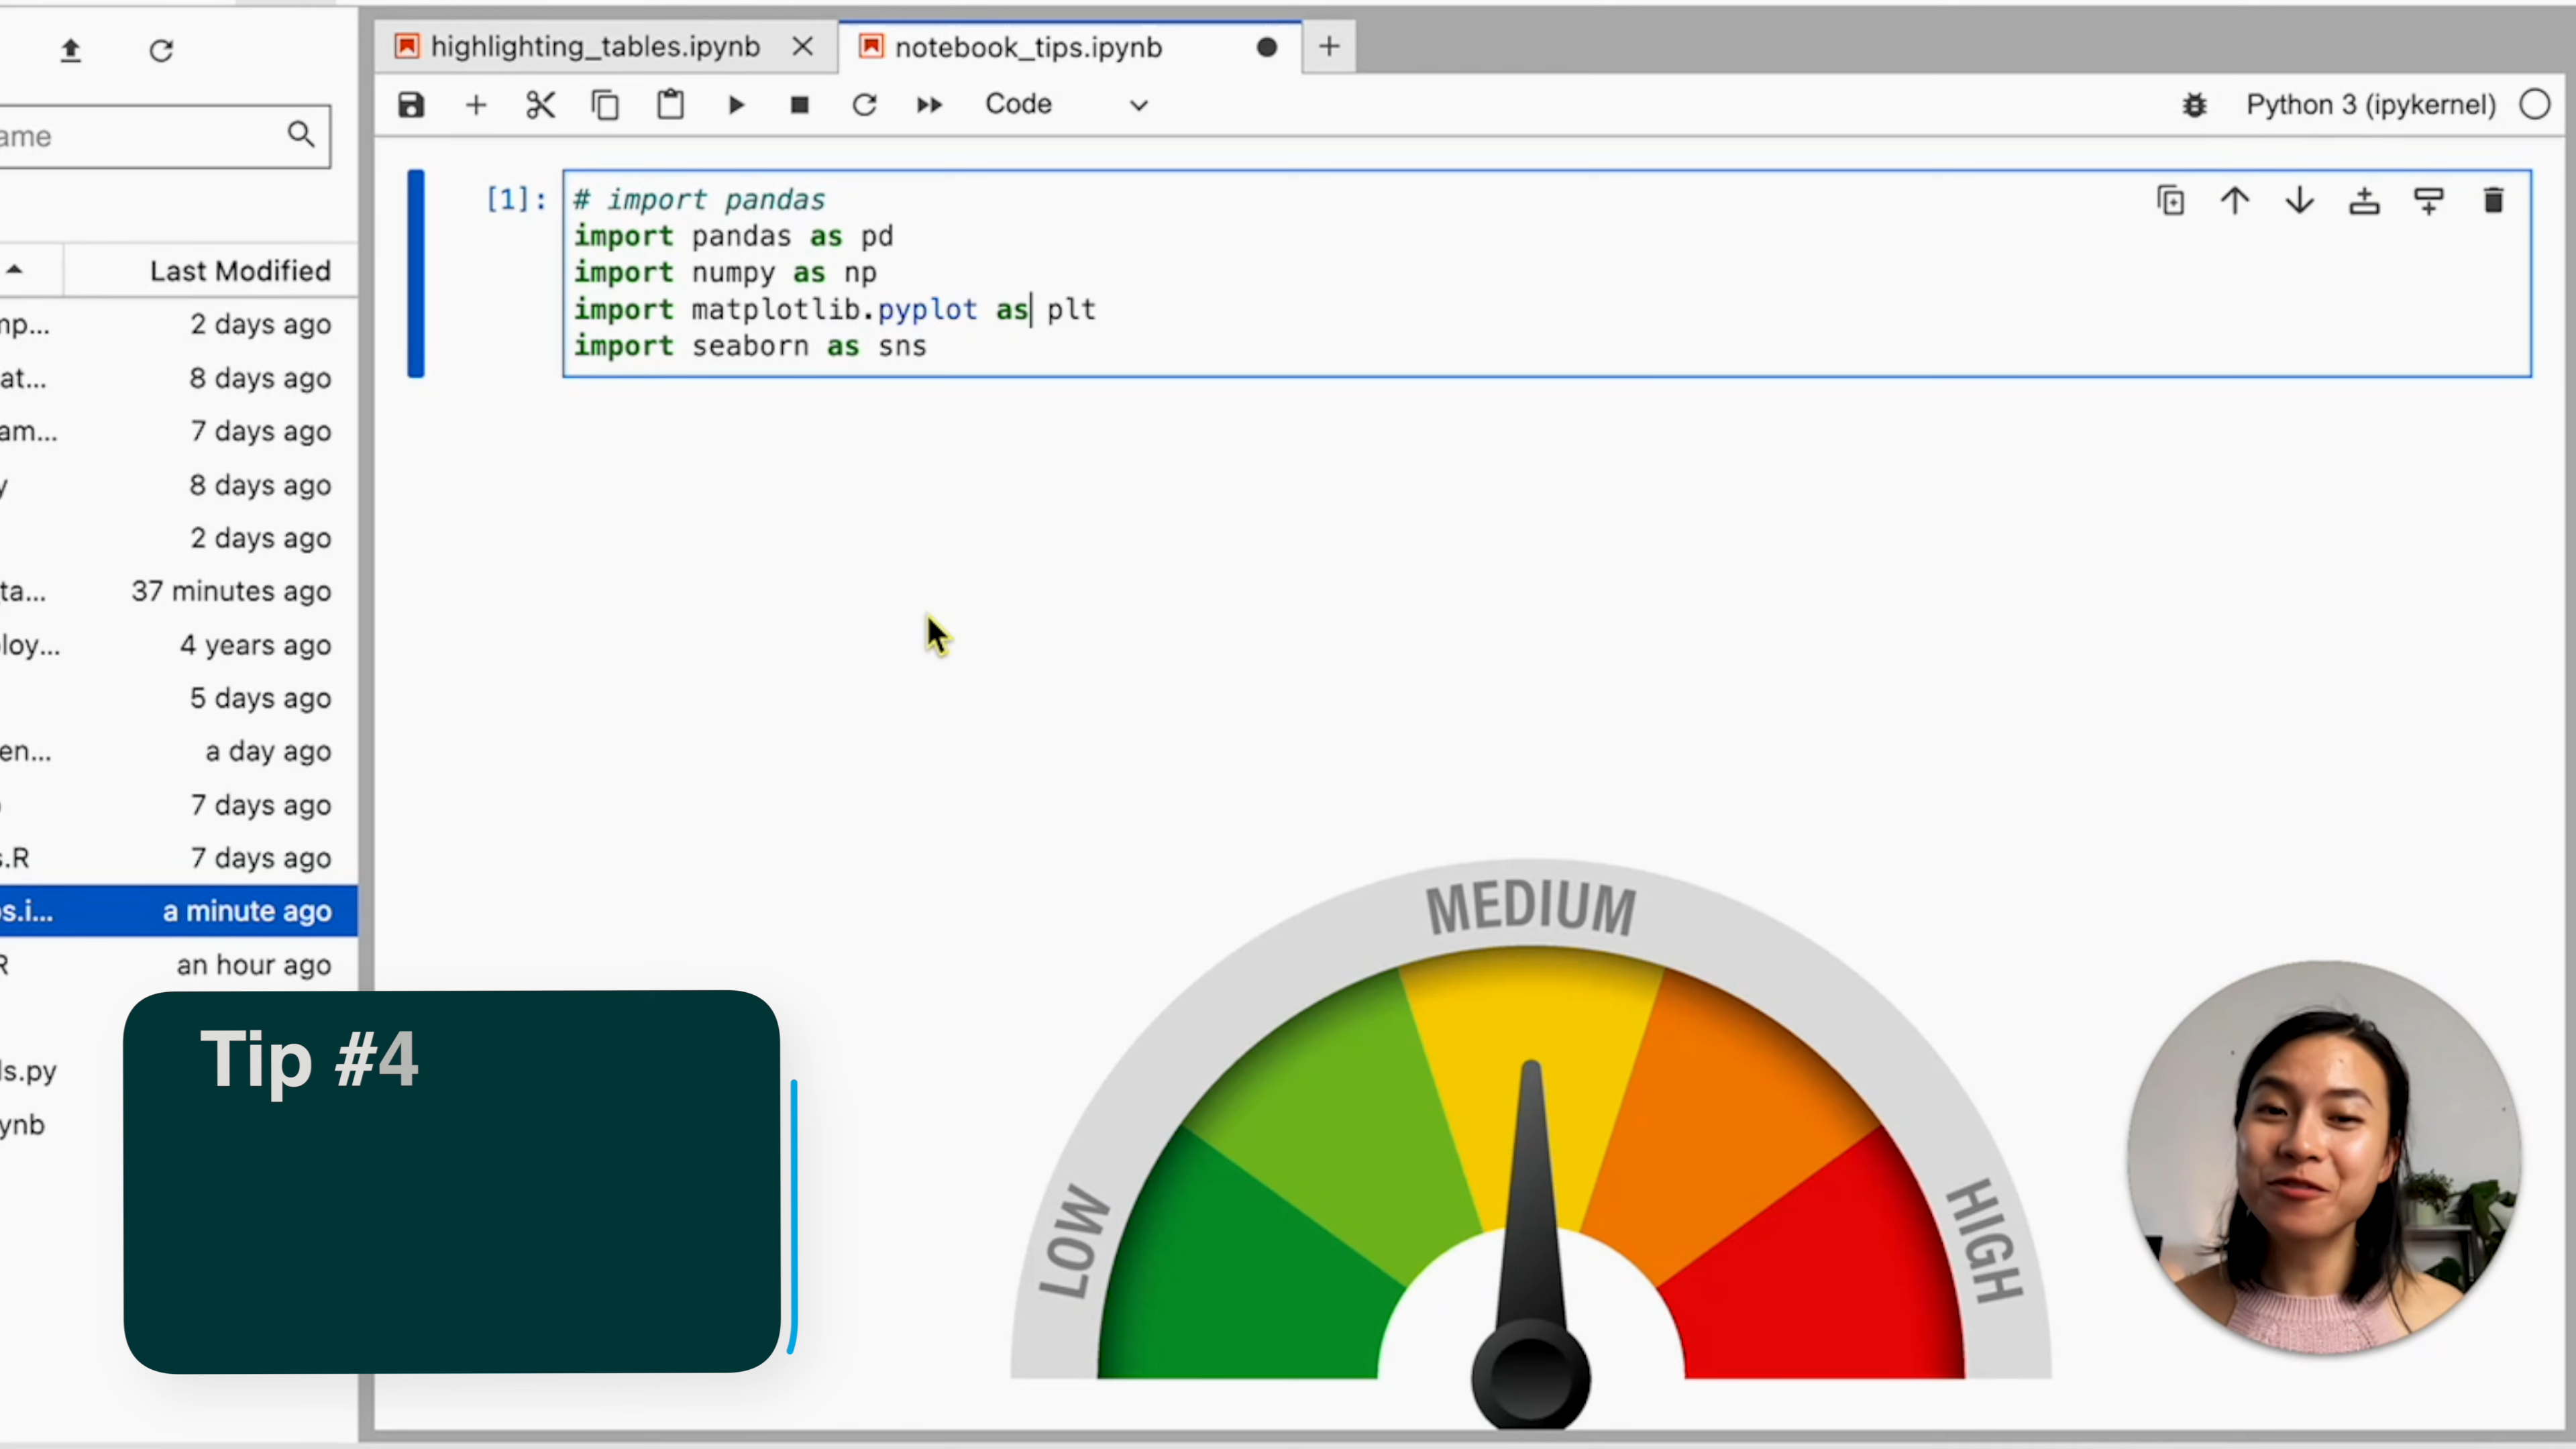 highlighting_tables.ipynb
notebook_tips.ipynb
Code
Python 3 (ipykernel)
ame
Last Modified
mp... 2 days ago
at... 8 days ago
am... 7 days ago
y 8 days ago
2 days ago
ta... 37 minutes ago
loy... 4 years ago
5 days ago
en... a day ago
7 days ago
s.R 7 days ago
os.i... a minute ago
R an hour ago
ls.py
ynb
[1]:
# import pandas
import pandas as pd
import numpy as np
import matplotlib.pyplot as plt
import seaborn as sns
Tip #4
LOW
MEDIUM
HIGH